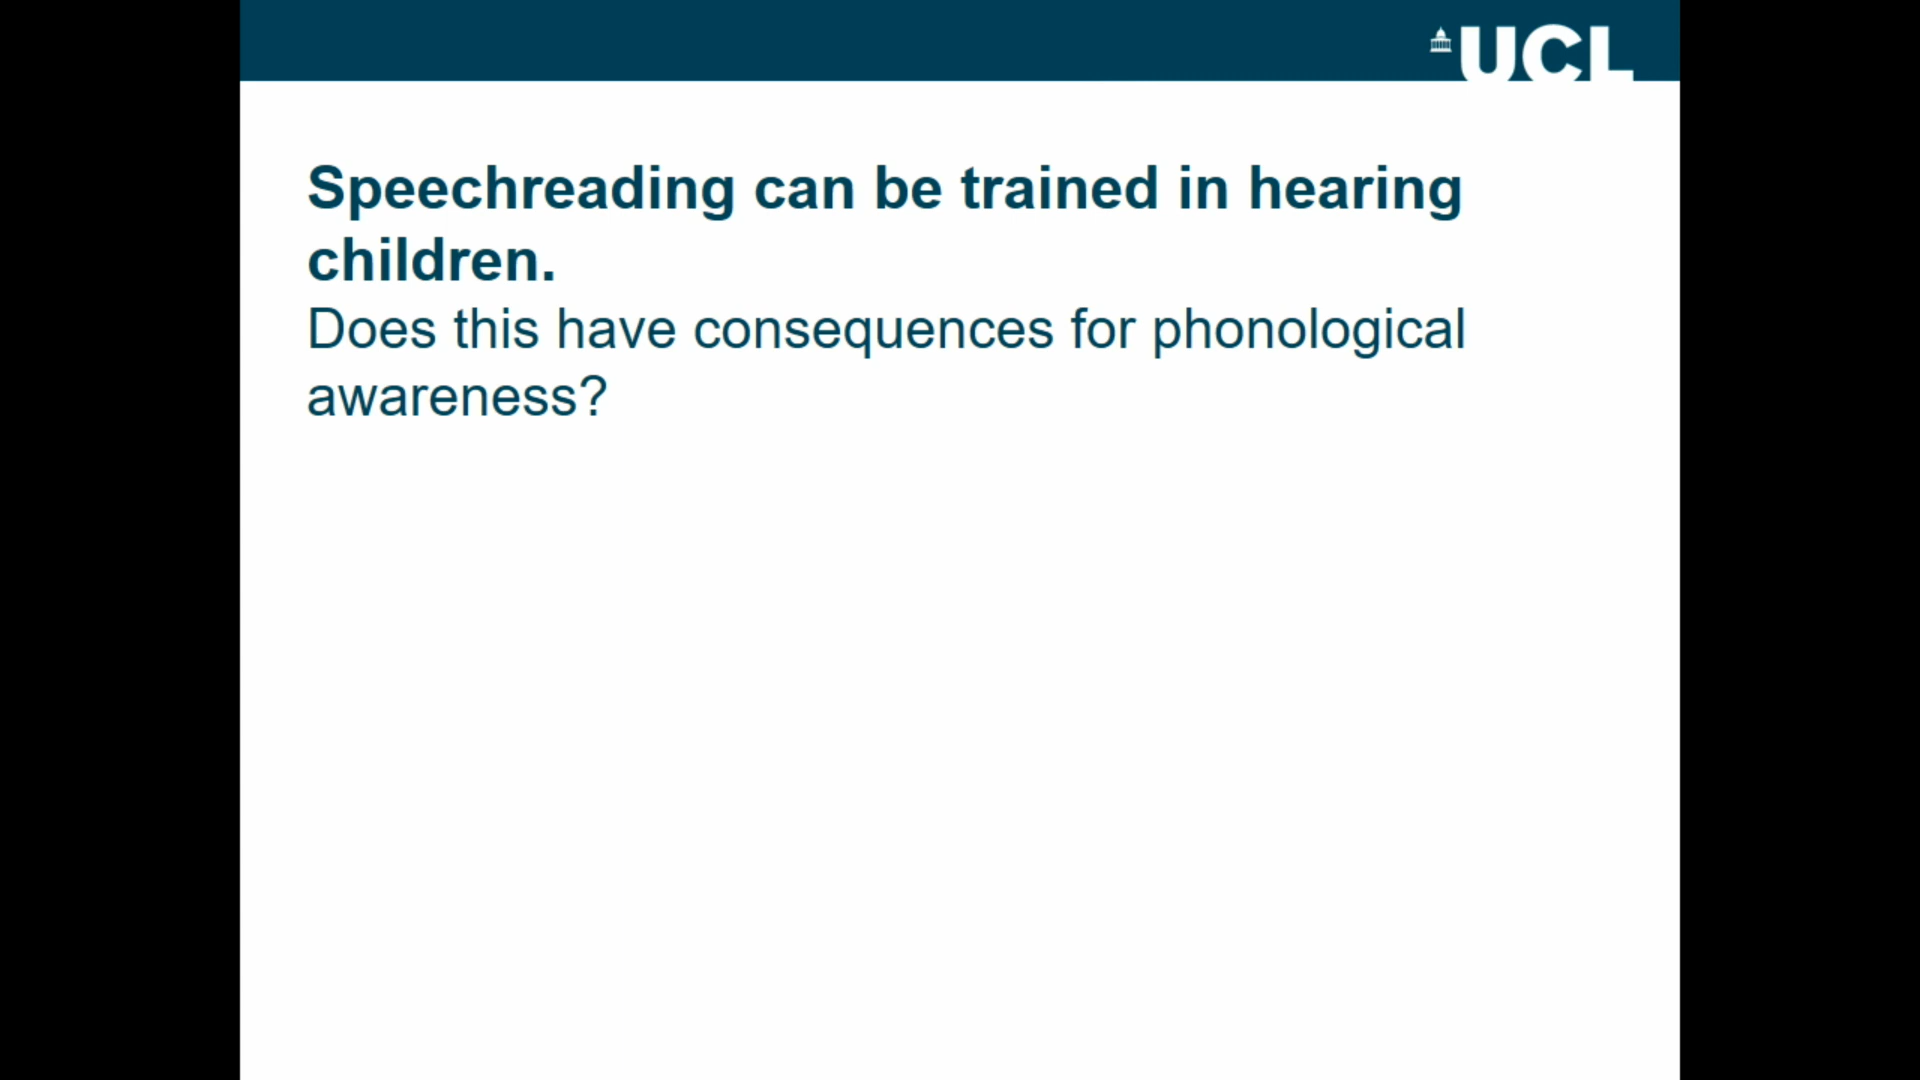 UCL
Speechreading can be trained in hearing
children.
Does this have consequences for phonological
awareness?